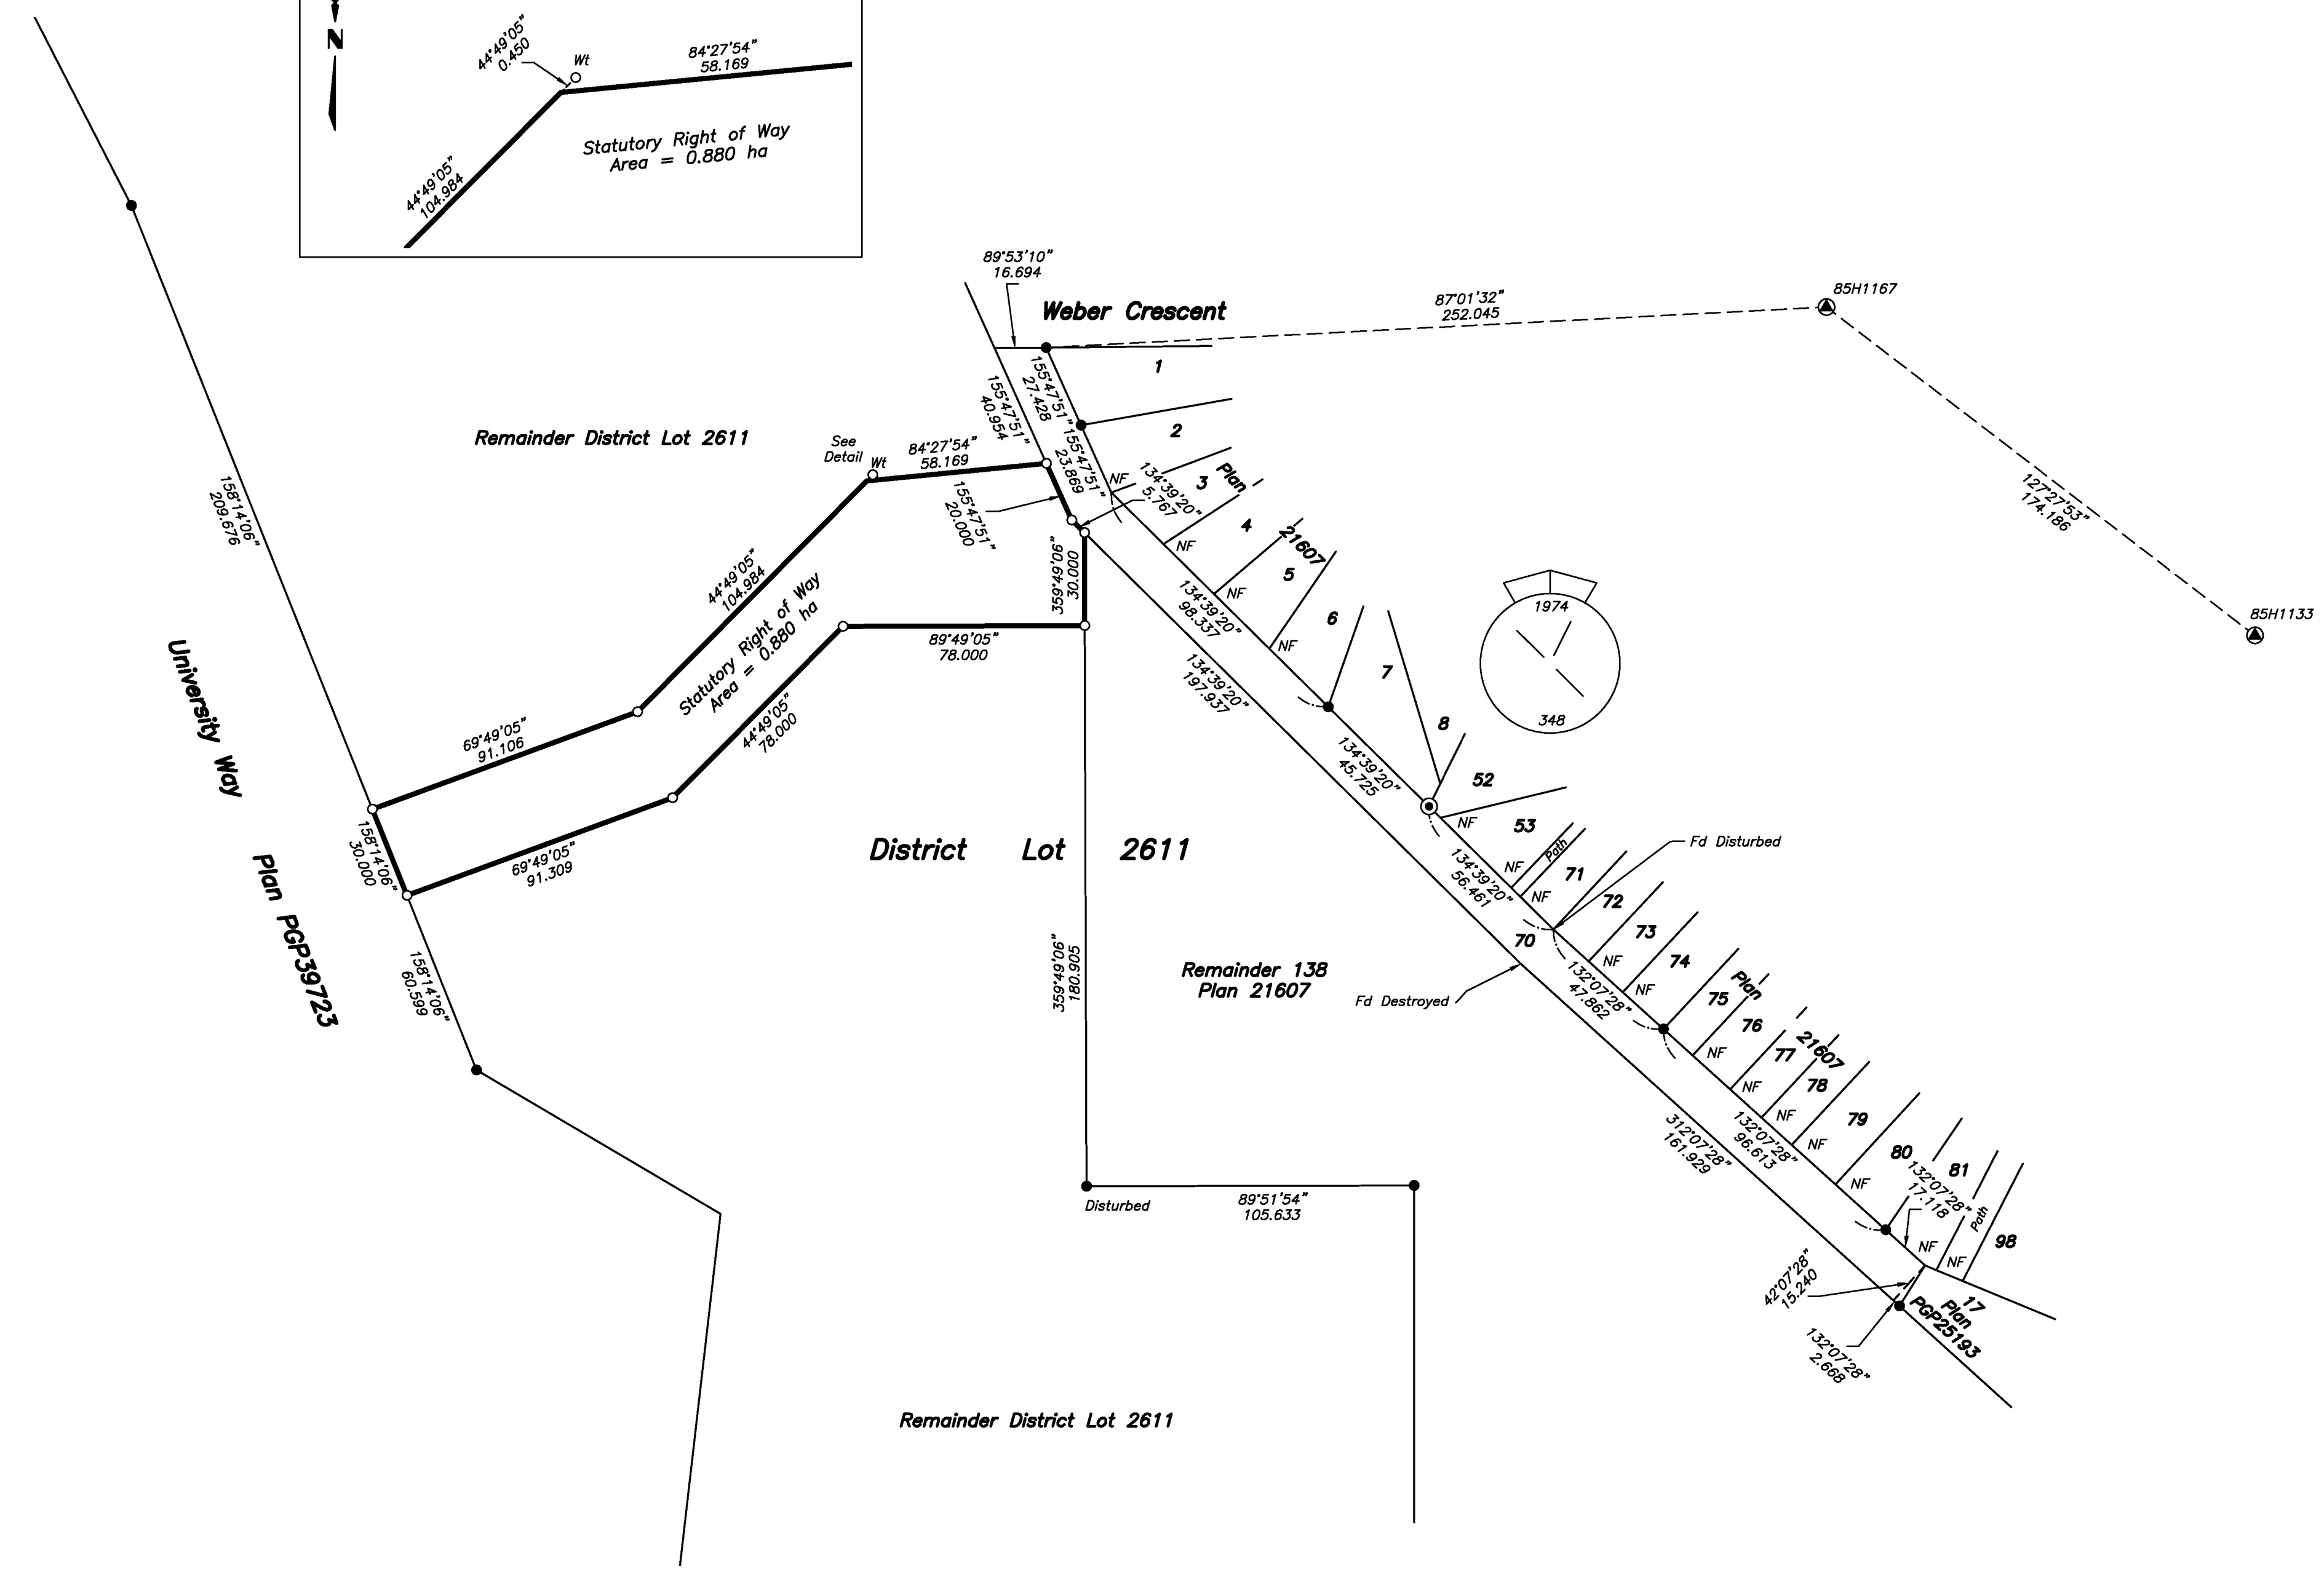 N
44°49'05"
0.450
Wt
84°27'54"
58.169
Statutory Right of Way
Area = 0.880 ha
44°49'05"
104.984
89°53'10"
16.694
Weber Crescent
87°01'32"
252.045
85H1167
127°27'53"
174.186
85H1133
1
155°47'51"
27.428
155°47'51"
40.954
2
155°47'51"
23.869
Remainder District Lot 2611
See
Detail
Wt
84°27'54"
58.169
155°47'51"
20.000
134°39'20"
5.767
NF
3
Plan
4
NF
21607
5
NF
6
NF
7
8
52
134°39'20"
98.337
134°39'20"
197.937
359°49'06"
30.000
1974
348
158°14'06"
209.676
44°49'05"
104.984
Statutory Right of Way
Area = 0.880 ha
89°49'05"
78.000
44°49'05"
78.000
69°49'05"
91.106
University Way
Plan PGP39723
158°14'06"
30.000
69°49'05"
91.309
158°14'06"
60.599
District Lot 2611
134°39'20"
45.725
NF
53
NF
Path
71
NF
Fd Disturbed
134°39'20"
56.461
70
72
73
NF
74
NF
75
Plan
76
NF
21607
77
NF
78
NF
79
NF
80
NF
81
132°07'28"
47.862
359°49'06"
180.905
Remainder 138
Plan 21607
Fd Destroyed
312°07'28"
161.929
132°07'28"
96.613
132°07'28"
17.118
NF
Path
NF
98
Disturbed
89°51'54"
105.633
42°07'28"
15.240
17
Plan
PGP25193
132°07'28"
2.668
Remainder District Lot 2611